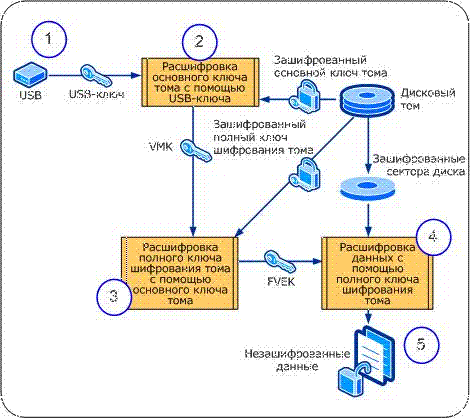 1
USB
USB-ключ
2
Расшифровка
основного ключа
тома с помощью
USB-ключа
Зашифрованный
основной ключ тома
Дисковый
том
VMK
Зашифрованный
полный ключ
шифрования тома
Зашифрованные
сектора диска
3
Расшифровка
полного ключа
шифрования тома
с помощью
основного ключа
тома
FVEK
4
Расшифровка
данных с
помощью
полного ключа
шифрования
тома
5
Незашифрованные
данные